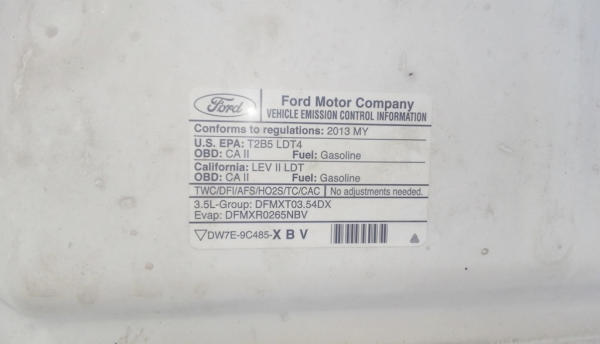 Ford
Ford Motor Company
VEHICLE EMISSION CONTROL INFORMATION
Conforms to regulations: 2013 MY
U.S. EPA: T2B5 LDT4
OBD: CA II Fuel: Gasoline
California: LEV II LDT
OBD: CA II Fuel: Gasoline
TWC/DFI/AFS/HO2S/TC/CAC No adjustments needed.
3.5L-Group: DFMXT03.54DX
Evap: DFMXR0265NBV
DW7E-9C485-X B V